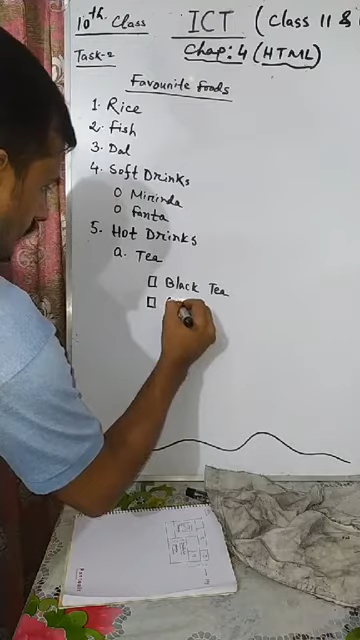 10th. Class
ICT (Class 11 &
Task-2
Chap: 4 (HTML)
Favourite foods
1. Rice
2. Fish
3. Dal
4. Soft Drinks
O Mirinda
O Fanta
5. Hot Drinks
a. Tea
□ Black Tea
□